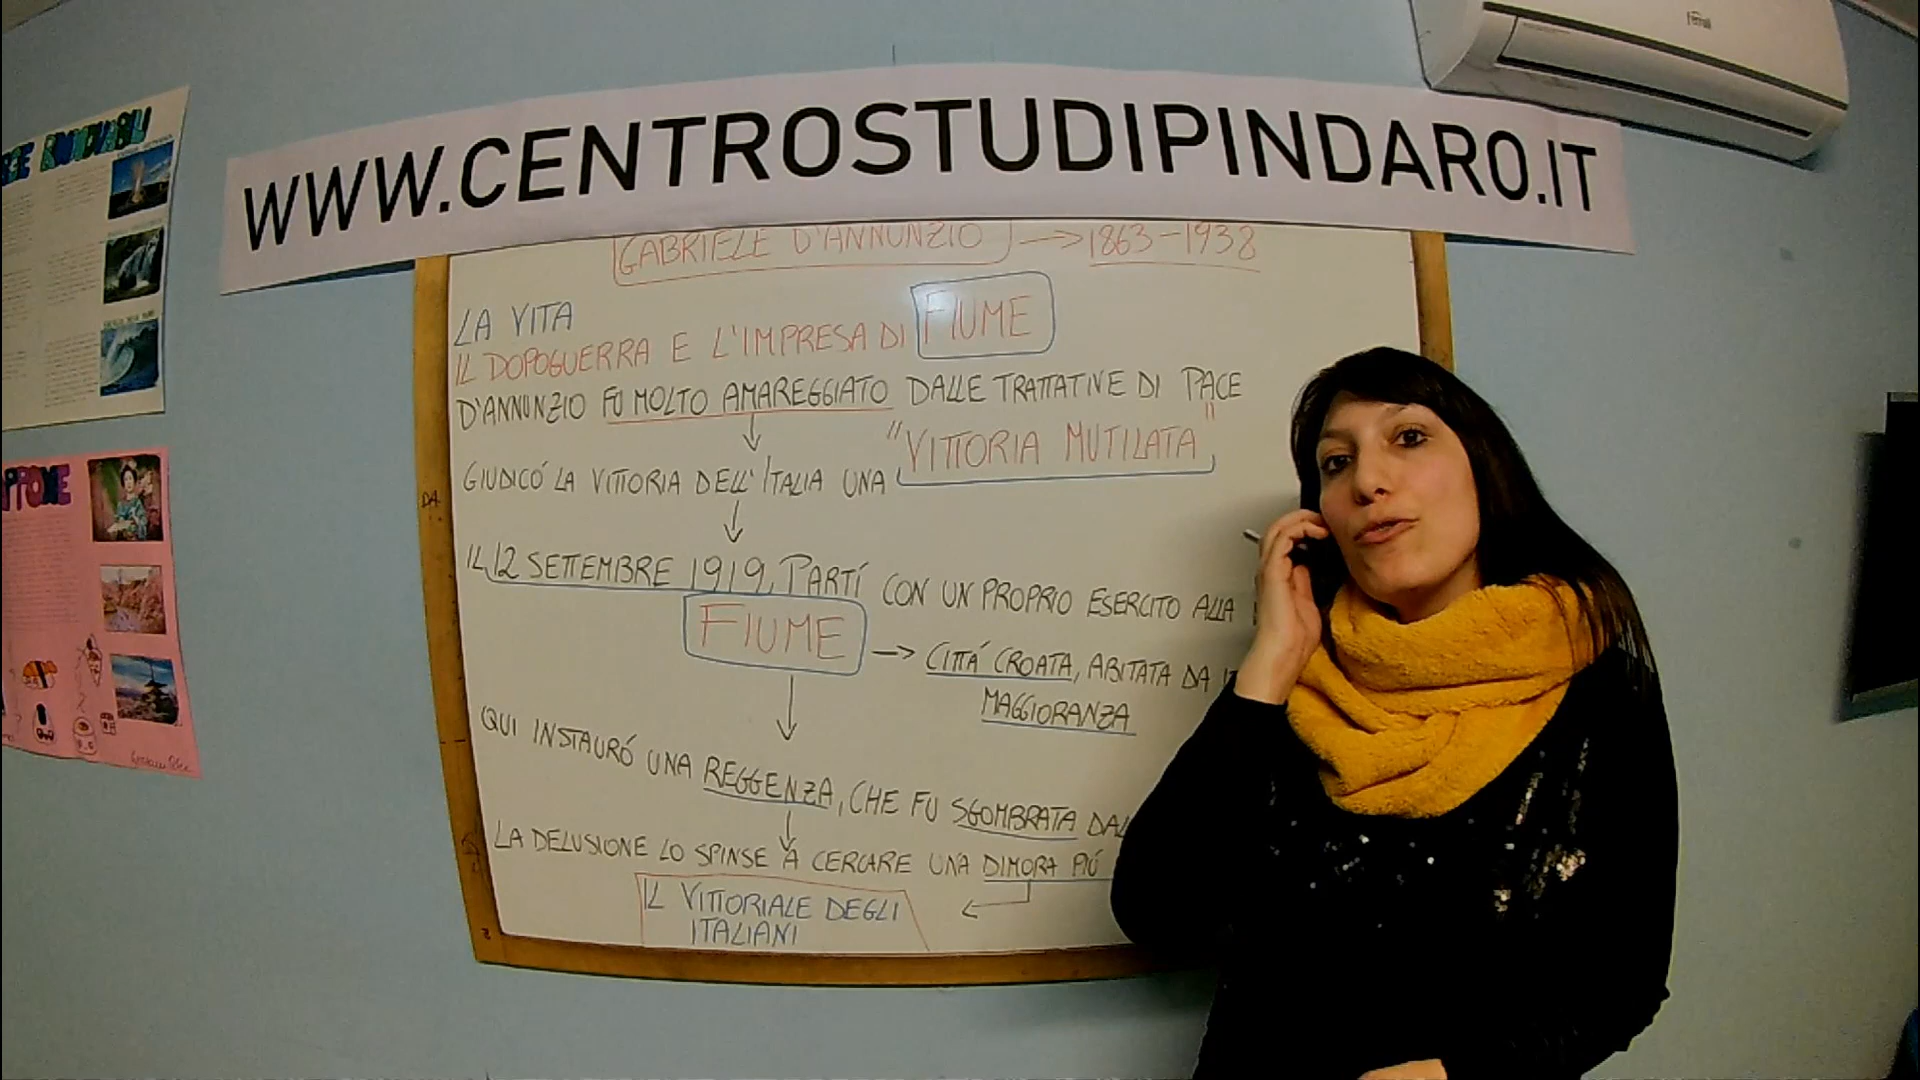 Ferroli
WWW.CENTROSTUDIPINDARO.IT
GABRIELE D'ANNUNZIO → 1863-1938
LA VITA
IL DOPOGUERRA E L'IMPRESA DI FIUME
D'ANNUNZIO FU MOLTO AMAREGGIATO DALLE TRATTATIVE DI PACE
GIUDICÓ LA VITTORIA DELL'ITALIA UNA "VITTORIA MUTILATA"
IL 12 SETTEMBRE 1919, PARTÍ CON UN PROPRIO ESERCITO ALLA
FIUME → CITTÁ CROATA, ABITATA DA
MAGGIORANZA
QUI INSTAURÓ UNA REGGENZA, CHE FU SGOMBRATA
LA DELUSIONE LO SPINSE A CERCARE UNA DIMORA PIÚ
IL VITTORIALE DEGLI
ITALIANI